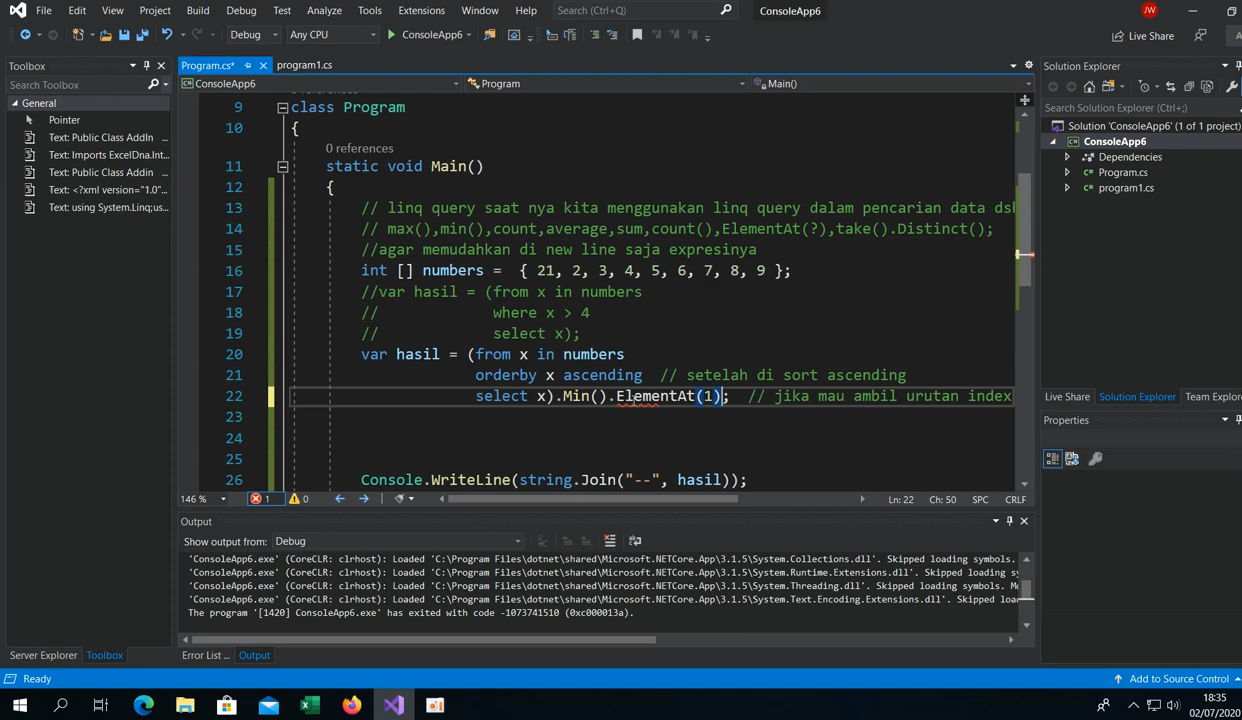 File Edit View Project Build Debug Test Analyze Tools Extensions Window Help Search (Ctrl+Q) ConsoleApp6 JW
Debug Any CPU ConsoleApp6 Live Share
Toolbox
Search Toolbox
General
Pointer
Text: Public Class AddIn ...
Text: Imports ExcelDna.Int...
Text: Public Class AddIn ...
Text: <?xml version="1.0"...
Text: using System.Linq;us...
Program.cs* program1.cs
ConsoleApp6 Program Main()
9 class Program
10 {
0 references
11 static void Main()
12 {
13 // linq query saat nya kita menggunakan linq query dalam pencarian data dsb
14 // max(),min(),count,average,sum,count(),ElementAt(?),take().Distinct();
15 //agar memudahkan di new line saja expresinya
16 int [] numbers = { 21, 2, 3, 4, 5, 6, 7, 8, 9 };
17 //var hasil = (from x in numbers
18 // where x > 4
19 // select x);
20 var hasil = (from x in numbers
21 orderby x ascending // setelah di sort ascending
22 select x).Min().ElementAt(1); // jika mau ambil urutan index
23
24
25
26 Console.WriteLine(string.Join("--", hasil));
146 % 1 0 Ln: 22 Ch: 50 SPC CRLF
Output
Show output from: Debug
'ConsoleApp6.exe' (CoreCLR: clrhost): Loaded 'C:\Program Files\dotnet\shared\Microsoft.NETCore.App\3.1.5\System.Collections.dll'. Skipped loading symbols.
'ConsoleApp6.exe' (CoreCLR: clrhost): Loaded 'C:\Program Files\dotnet\shared\Microsoft.NETCore.App\3.1.5\System.Runtime.Extensions.dll'. Skipped loading
'ConsoleApp6.exe' (CoreCLR: clrhost): Loaded 'C:\Program Files\dotnet\shared\Microsoft.NETCore.App\3.1.5\System.Threading.dll'. Skipped loading symbols.
'ConsoleApp6.exe' (CoreCLR: clrhost): Loaded 'C:\Program Files\dotnet\shared\Microsoft.NETCore.App\3.1.5\System.Text.Encoding.Extensions.dll'. Skipped
The program '[1420] ConsoleApp6.exe' has exited with code -1073741510 (0xc000013a).
Server Explorer Toolbox Error List ... Output
Solution Explorer
Search Solution Explorer (Ctrl+;)
Solution 'ConsoleApp6' (1 of 1 project)
ConsoleApp6
Dependencies
Program.cs
program1.cs
Live Share Solution Explorer Team Explorer
Properties
Ready Add to Source Control
18:35
02/07/2020